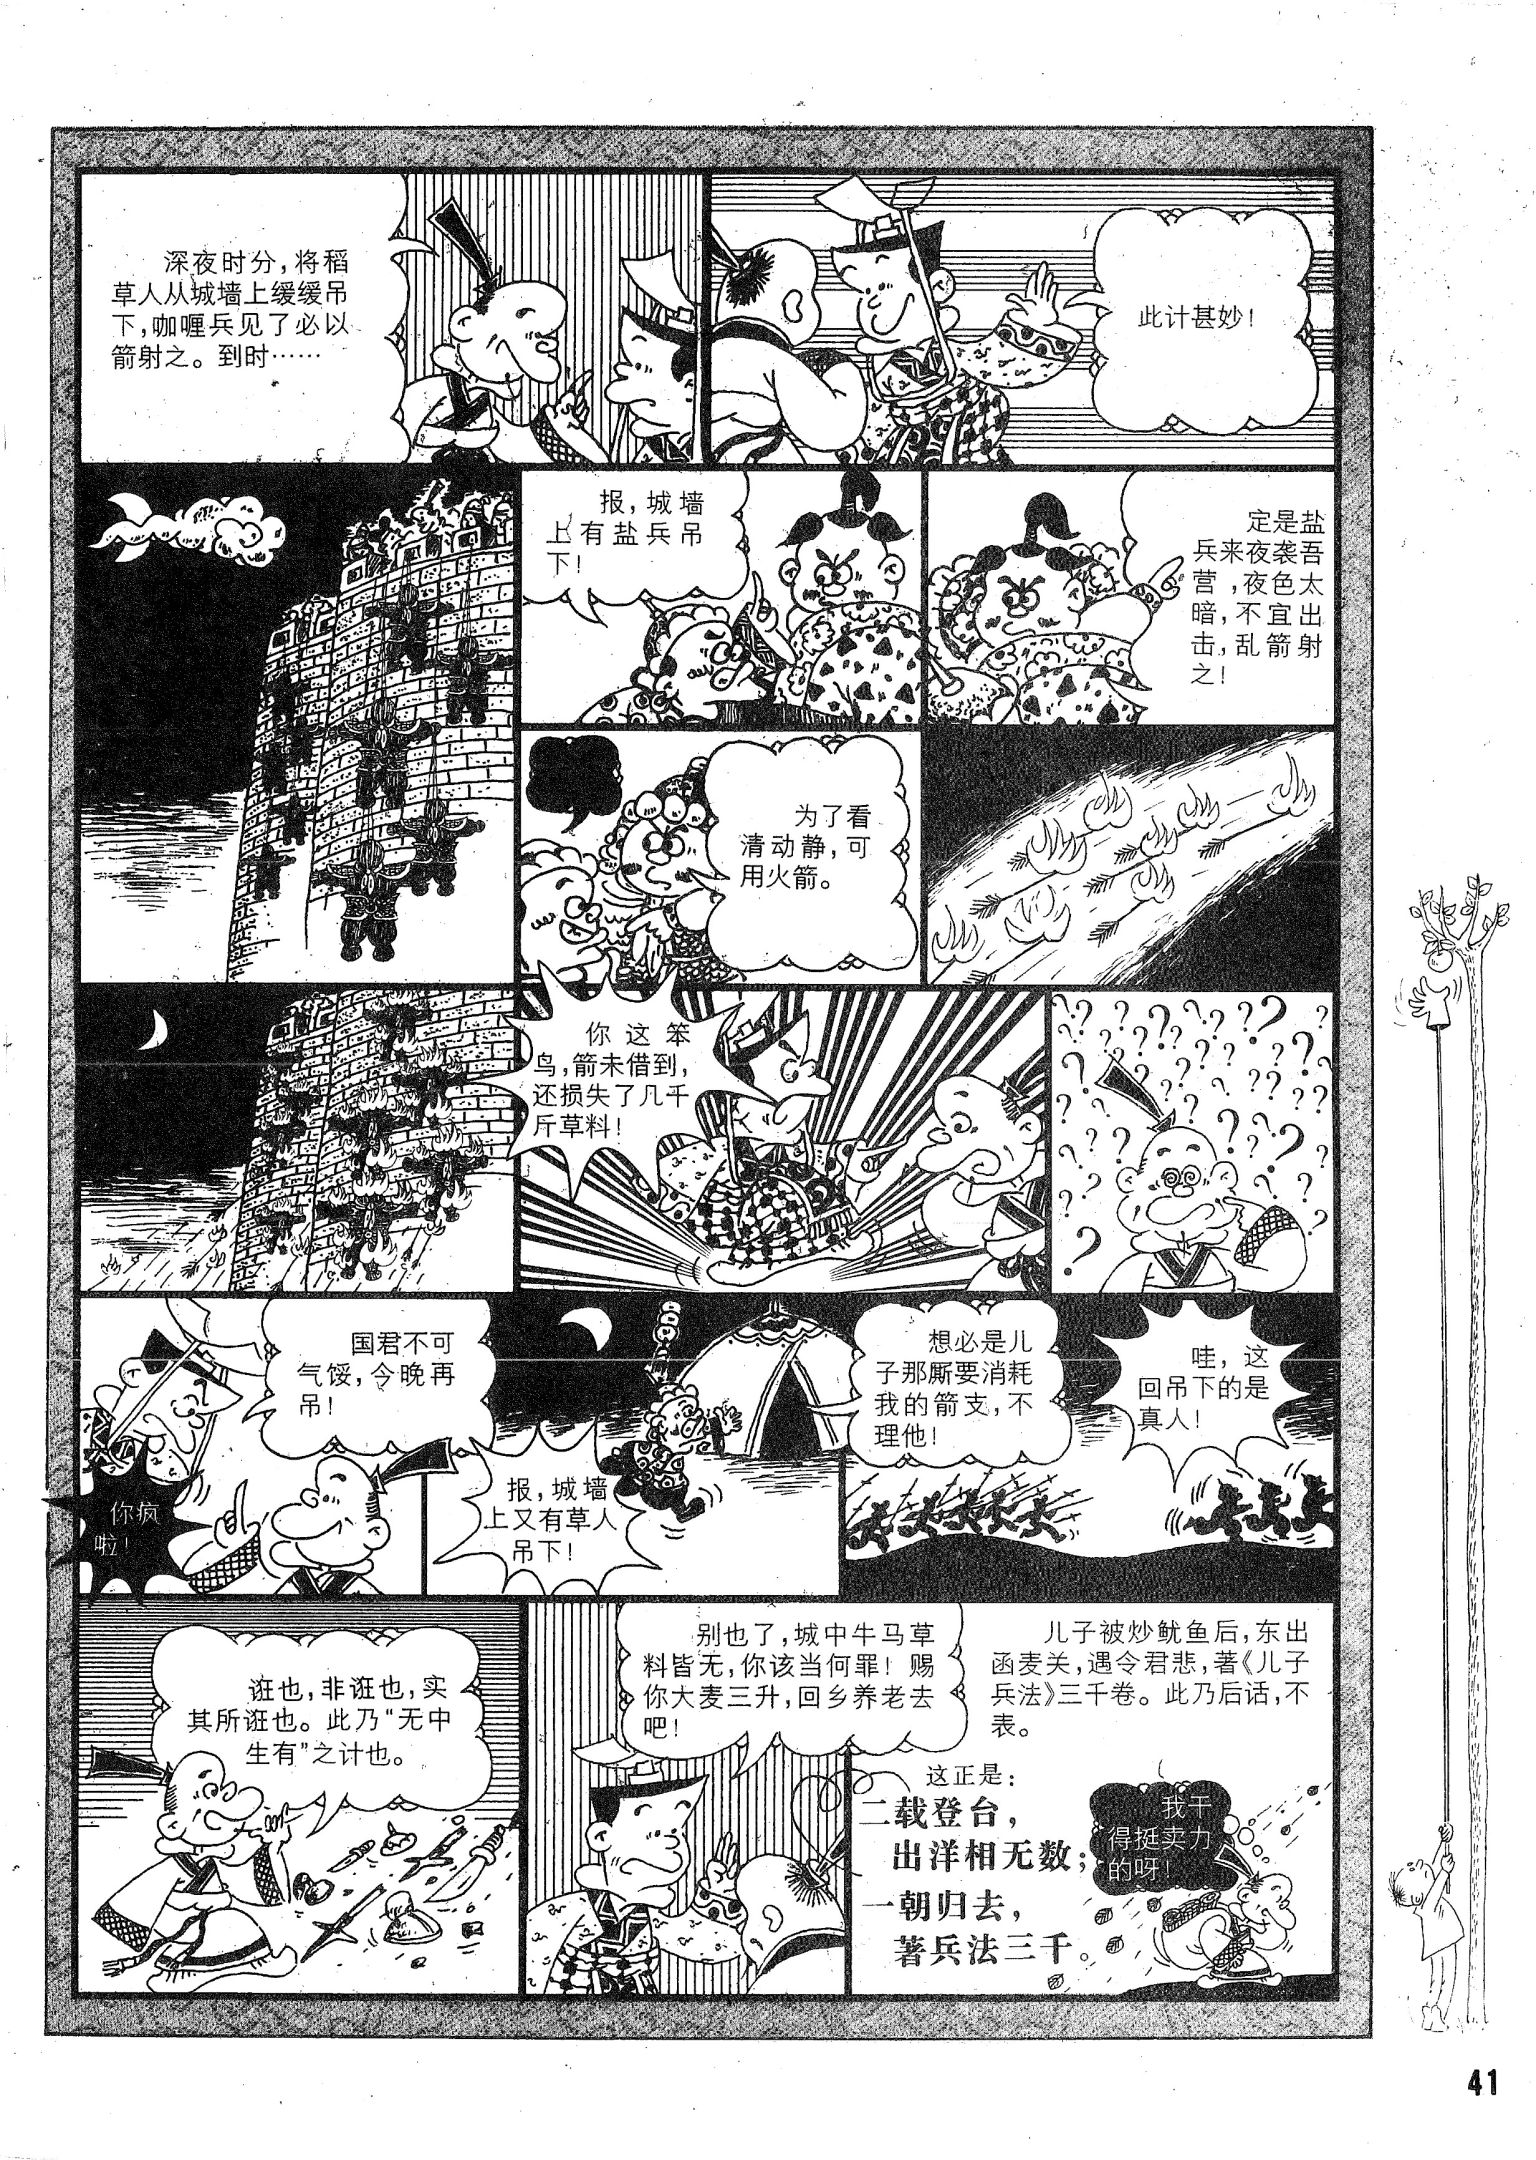 深夜时分,将稻
草人从城墙上缓缓吊
下,咖喱兵见了必以
箭射之。到时……
此计甚妙!
报,城墙
上有盐兵吊
下!
定是盐
兵来夜袭吾
营,夜色太
暗,不宜出
击,乱箭射
之!
为了看
清动静,可
用火箭。
你这笨
鸟,箭未借到,
还损失了几千
斤草料!
国君不可
气馁,今晚再
吊!
你疯
啦!
报,城墙
上又有草人
吊下!
想必是儿
子那厮要消耗
我的箭支,不
理他!
哇,这
回吊下的是
真人!
诳也,非诳也,实
其所诳也。此乃“无中
生有”之计也。
别也了,城中牛马草
料皆无,你该当何罪!赐
你大麦三升,回乡养老去
吧!
儿子被炒鱿鱼后,东出
函麦关,遇令君悲,著《儿子
兵法》三千卷。此乃后话,不
表。
这正是:
二载登台,
出洋相无数;
一朝归去,
著兵法三千。
我干
得挺卖力
的呀!
41